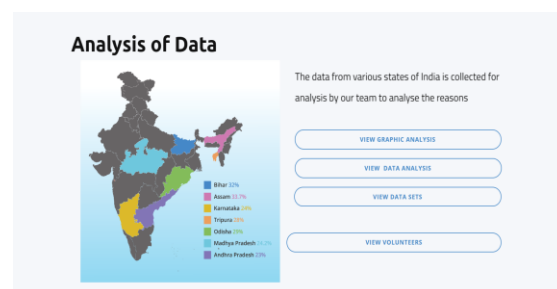 Analysis of Data
The data from various states of India is collected for
analysis by our team to analyse the reasons
VIEW GRAPHIC ANALYSIS
VIEW DATA ANALYSIS
VIEW DATA SETS
VIEW VOLUNTEERS
Bihar 32%
Assam 32.7%
Karnataka
Tripura
Odisha
Madhya Pradesh
Andhra Pradesh 23%